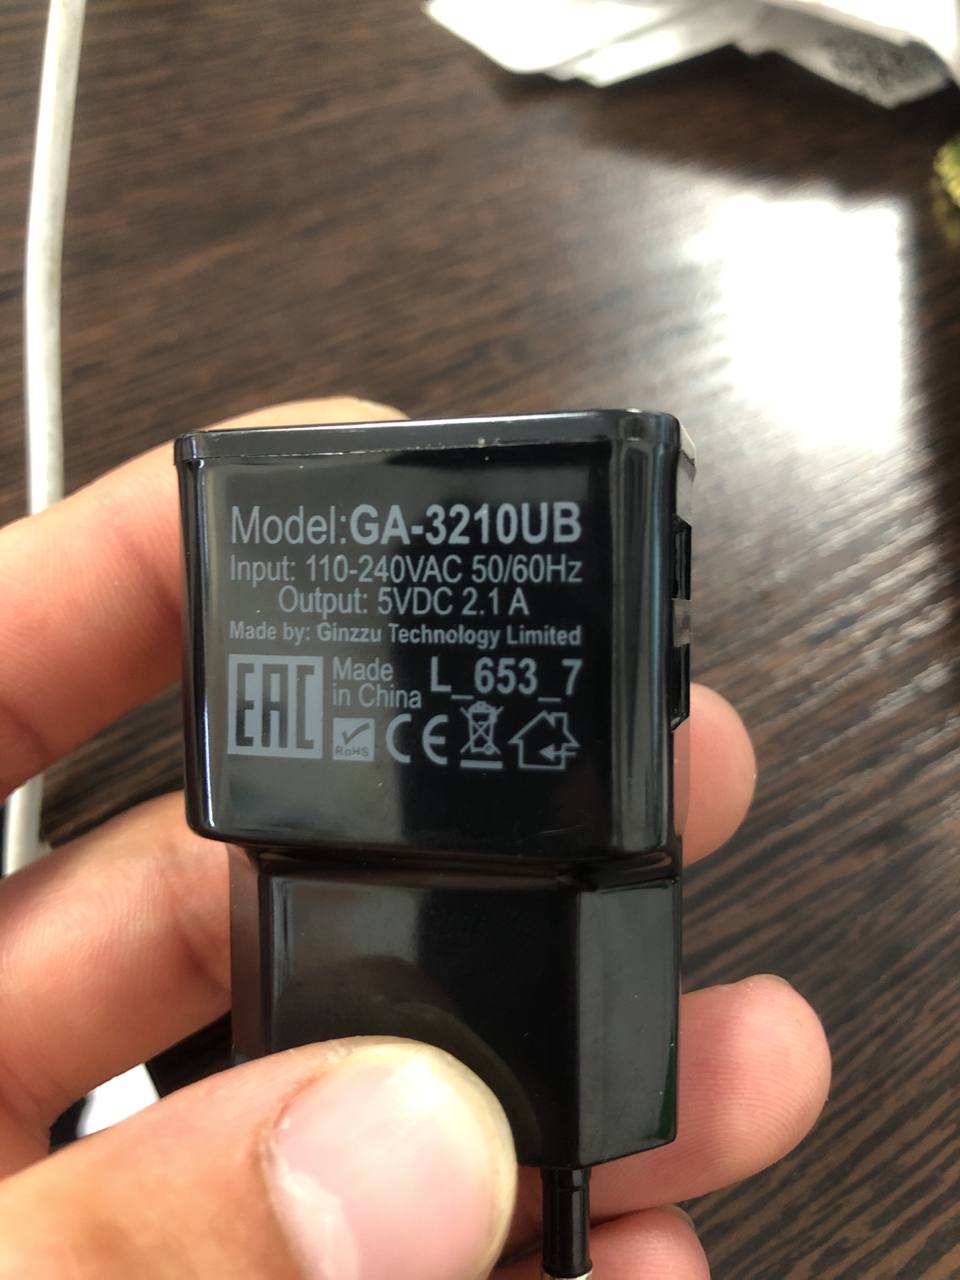 Model:GA-3210UB
Input: 110-240VAC 50/60Hz
Output: 5VDC 2.1 A
Made by: Ginzzu Technology Limited
EAC
Made in China
L_653_7
RoHS
CE